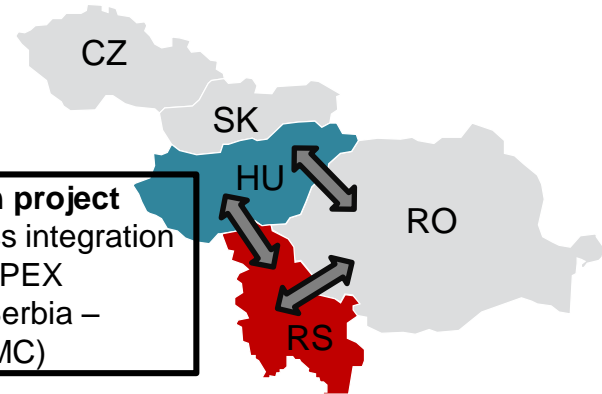 CZ
SK
HU
RO
RS
project
s integration
PEX
erbia –
MC)